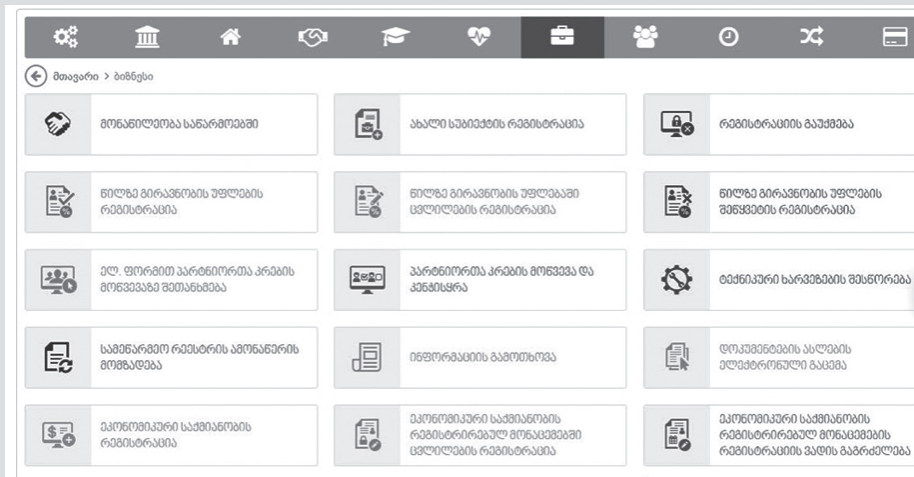 მთავარი > ბიზნესი
მონაწილეობა საწარმოებში
ახალი სუბიექტის რეგისტრაცია
რეგისტრაციის გაუქმება
წილზე გირავნობის უფლების
რეგისტრაცია
წილზე გირავნობის უფლებაში
ცვლილების რეგისტრაცია
წილზე გირავნობის უფლების
შეწყვეტის რეგისტრაცია
ელ. ფორმით პარტნიორთა კრების
მოწვევაზე შეთანხმება
პარტნიორთა კრების მოწვევა და
კენჭისყრა
ტექნიკური ხარვეზების შესწორება
სამეწარმეო რეესტრის ამონაწერის
მომზადება
ინფორმაციის გამოთხოვა
დოკუმენტების ასლების
ელექტრონული გაცემა
ეკონომიკური საქმიანობის
რეგისტრაცია
ეკონომიკური საქმიანობის
რეგისტრირებულ მონაცემებში
ცვლილების რეგისტრაცია
ეკონომიკური საქმიანობის
რეგისტრირებულ მონაცემების
რეგისტრაციის ვადის გაგრძელება